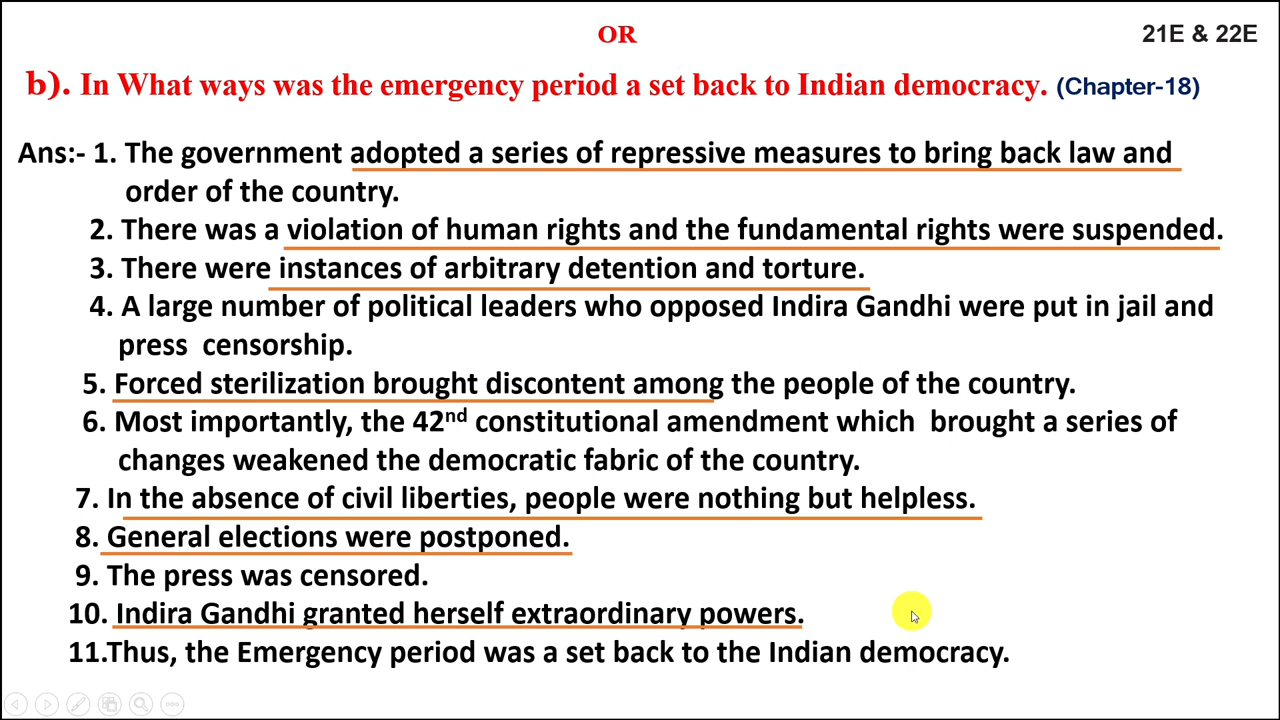 OR
21E & 22E
b). In What ways was the emergency period a set back to Indian democracy. (Chapter-18)
Ans:- 1. The government adopted a series of repressive measures to bring back law and
order of the country.
2. There was a violation of human rights and the fundamental rights were suspended.
3. There were instances of arbitrary detention and torture.
4. A large number of political leaders who opposed Indira Gandhi were put in jail and
press censorship.
5. Forced sterilization brought discontent among the people of the country.
6. Most importantly, the 42nd constitutional amendment which brought a series of
changes weakened the democratic fabric of the country.
7. In the absence of civil liberties, people were nothing but helpless.
8. General elections were postponed.
9. The press was censored.
10. Indira Gandhi granted herself extraordinary powers.
11.Thus, the Emergency period was a set back to the Indian democracy.